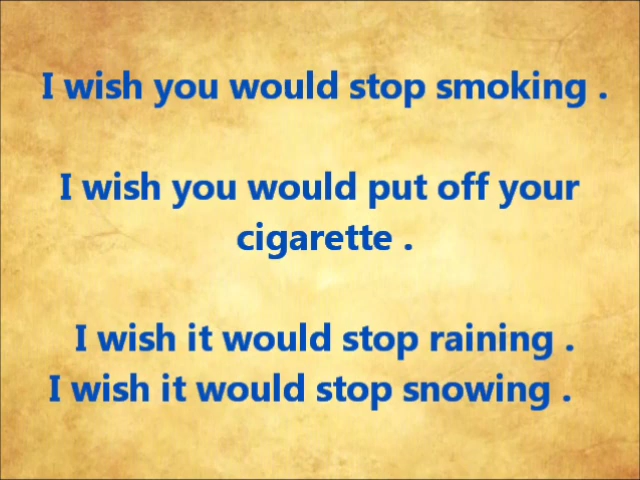 I wish you would stop smoking .
I wish you would put off your
cigarette .
I wish it would stop raining .
I wish it would stop snowing .